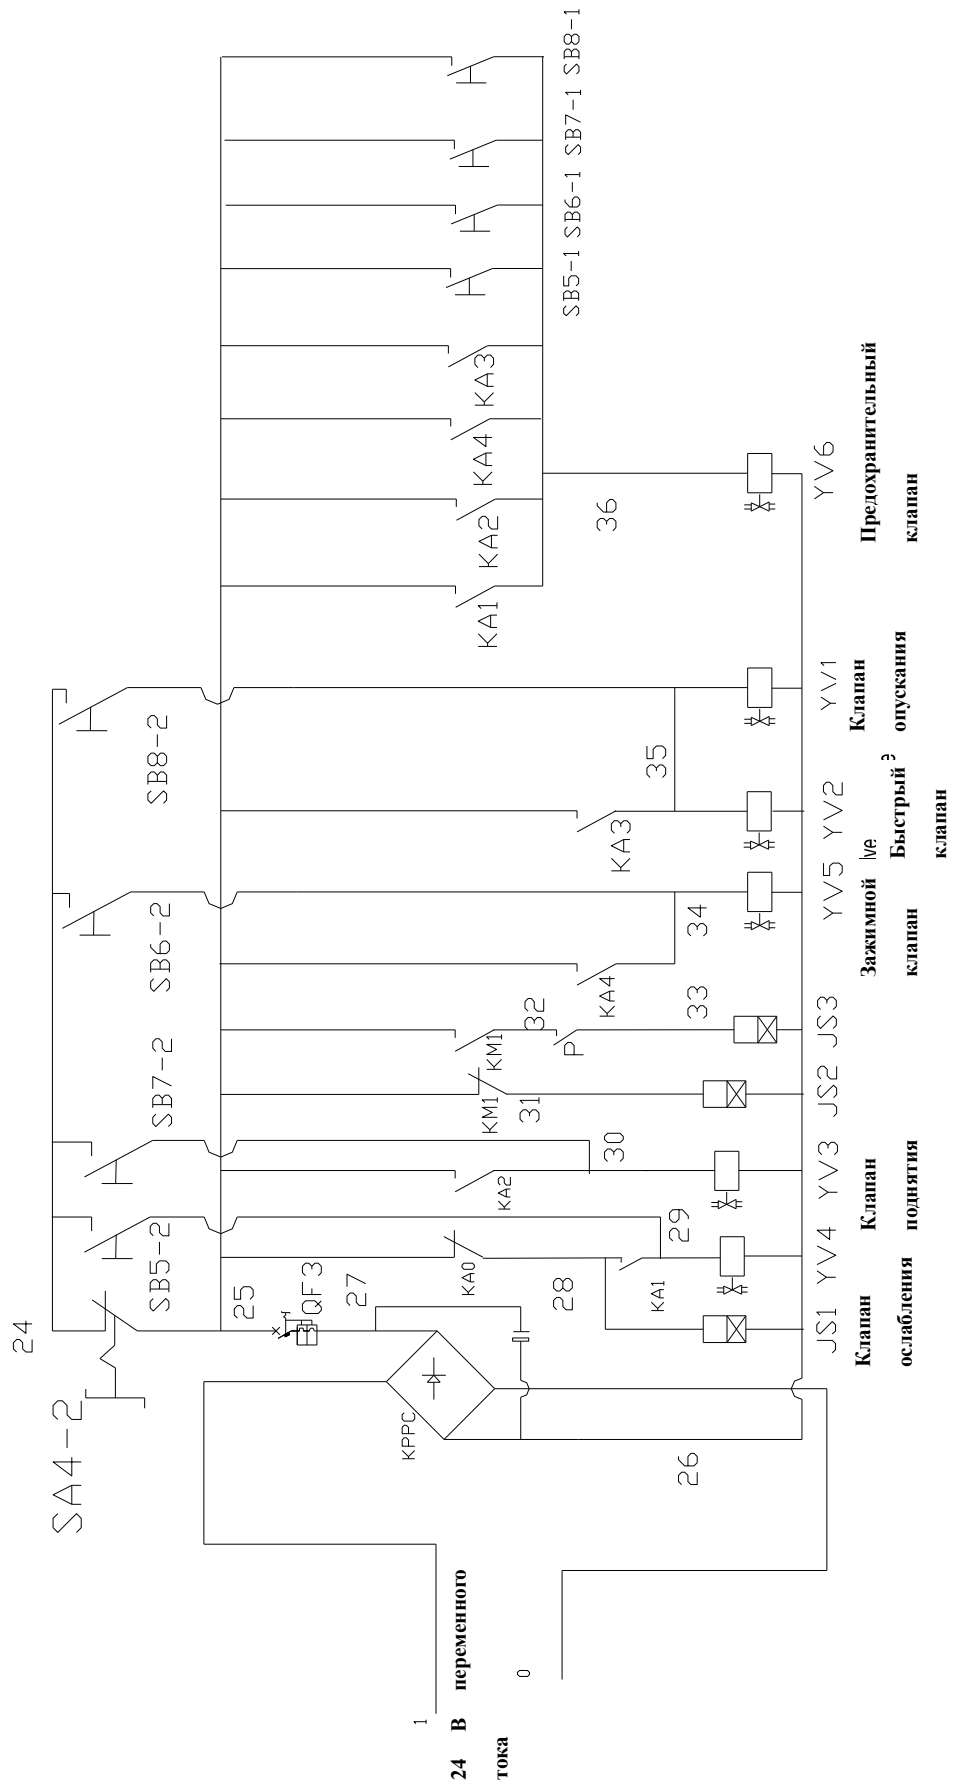 SA4-2
24
SB5-2
SB7-2
SB6-2
SB8-2
25
QF3
27
КРРС
26
1
24 В переменного
тока
0
KA0
28
KA1
29
KA2
30
KM1
31
KM1
32
P
33
KA4
34
KA3
35
KA1
KA2
KA4
KA3
36
SB5-1 SB6-1 SB7-1 SB8-1
JS1 YV4 YV3 JS2 JS3 YV5 YV2 YV1 YV6
Клапан
ослабления
Клапан
поднятия
Зажимной lve
клапан
Быстрый е
клапан
Клапан
опускания
Предохранительный
клапан